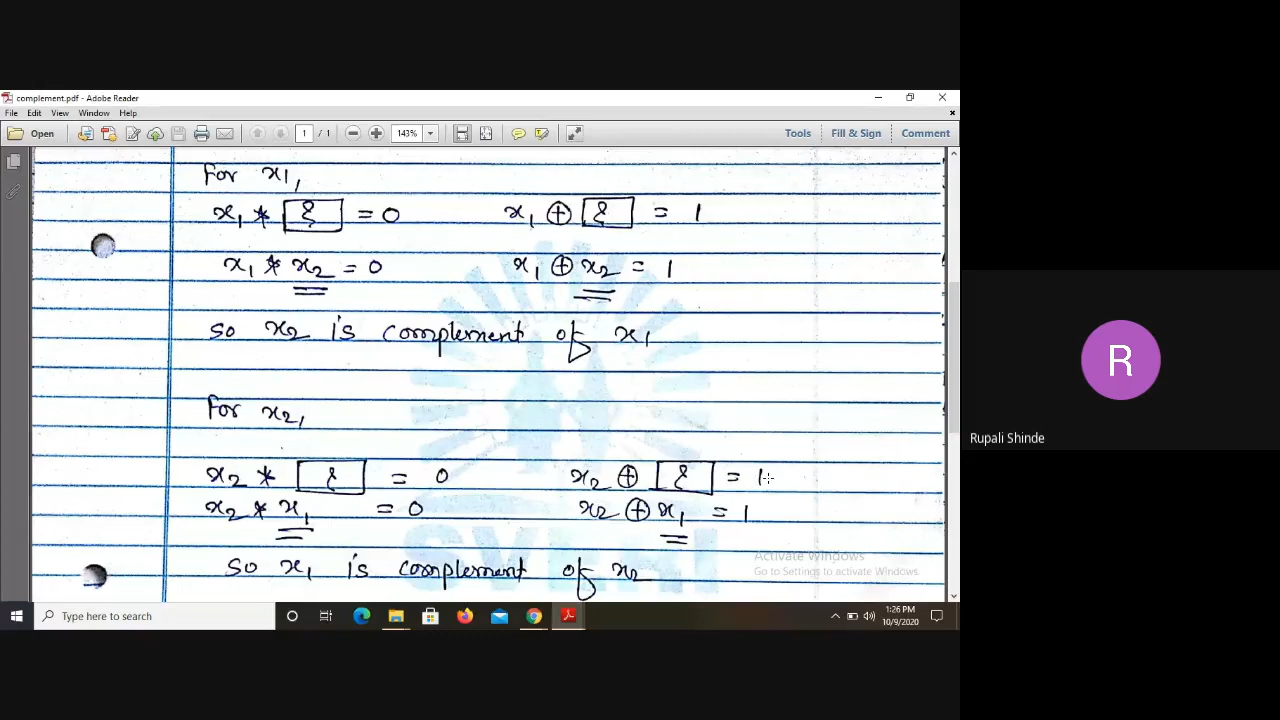 complement.pdf - Adobe Reader
File Edit View Window Help
Open 1 / 1 143% Tools Fill & Sign Comment
For x1,
x1 * ξ = 0 x1 ⊕ ξ = 1
x1 * x2 = 0 x1 ⊕ x2 = 1
so x2 is complement of x1
For x2,
x2 * ξ = 0 x2 ⊕ ξ = 1
x2 * x1 = 0 x2 ⊕ x1 = 1
so x1 is complement of x2
Activate Windows
Go to Settings to activate Windows.
Type here to search
1:26 PM
10/9/2020
R
Rupali Shinde